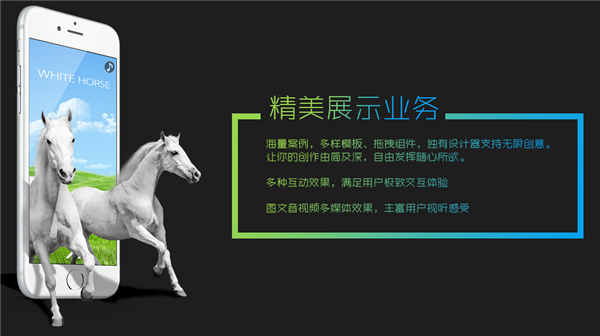 WHITE HORSE
精美展示业务
海量案例，多样模板、拖拽组件，独有设计器支持无限创意。
让你的创作由简及深，自由发挥随心所欲。
多种互动效果，满足用户极致交互体验
图文音视频多媒体效果，丰富用户视听感受